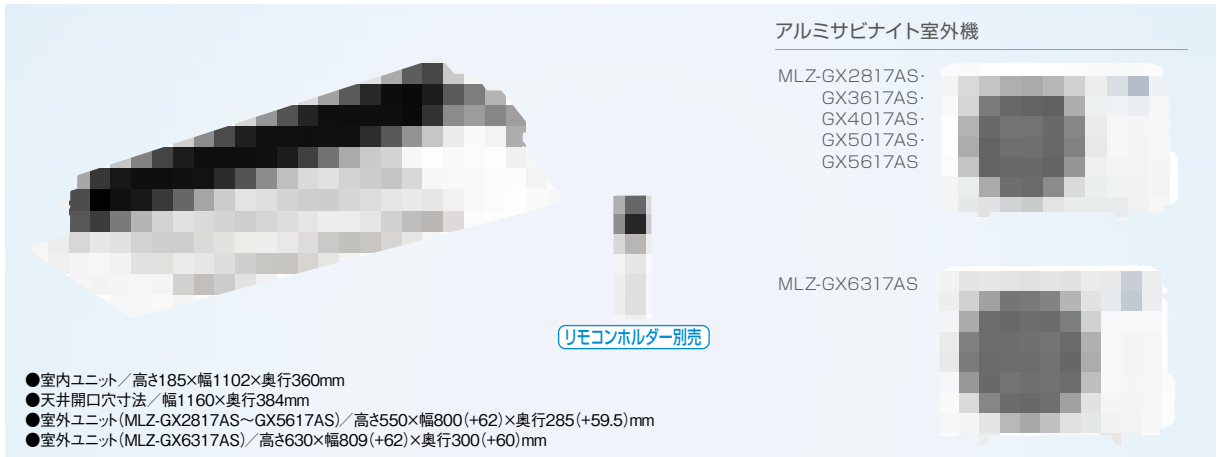 アルミサビナイト室外機
MLZ-GX2817AS･
GX3617AS･
GX4017AS･
GX5017AS･
GX5617AS
MLZ-GX6317AS
リモコンホルダー別売
●室内ユニット／高さ185×幅1102×奥行360mm
●天井開口穴寸法／幅1160×奥行384mm
●室外ユニット(MLZ-GX2817AS～GX5617AS)／高さ550×幅800(+62)×奥行285(+59.5)mm
●室外ユニット(MLZ-GX6317AS)／高さ630×幅809(+62)×奥行300(+60)mm